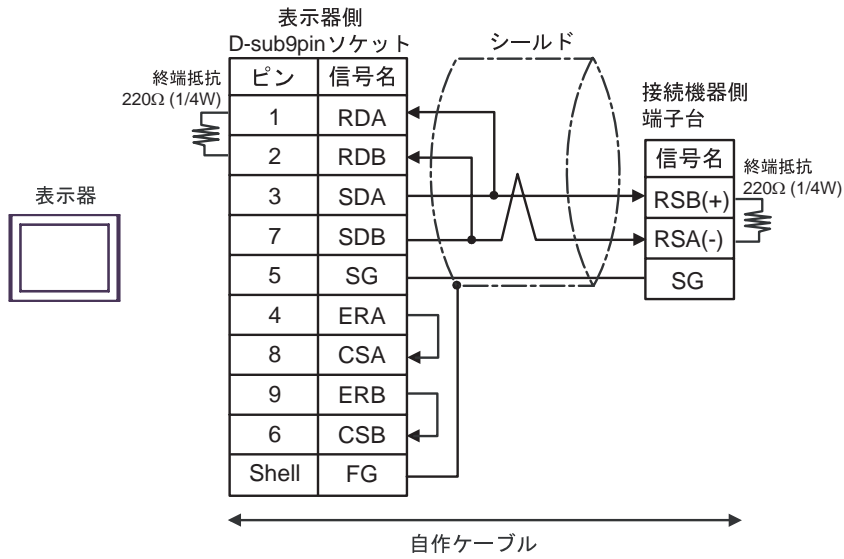 表示器側
D-sub9pinソケット
シールド
終端抵抗
220Ω (1/4W)
ピン 信号名
1 RDA
2 RDB
3 SDA
7 SDB
5 SG
4 ERA
8 CSA
9 ERB
6 CSB
Shell FG
表示器
接続機器側
端子台
信号名
RSB(+)
RSA(-)
SG
終端抵抗
220Ω (1/4W)
自作ケーブル